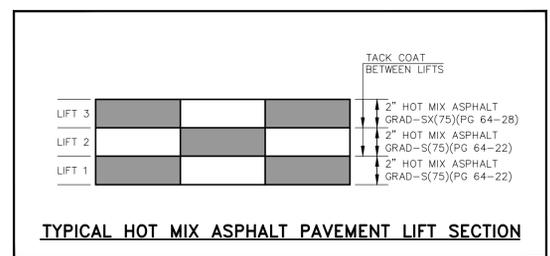 TACK COAT
BETWEEN LIFTS
LIFT 3
2" HOT MIX ASPHALT
GRAD-SX(75)(PG 64-28)
LIFT 2
2" HOT MIX ASPHALT
GRAD-S(75)(PG 64-22)
LIFT 1
2" HOT MIX ASPHALT
GRAD-S(75)(PG 64-22)
TYPICAL HOT MIX ASPHALT PAVEMENT LIFT SECTION